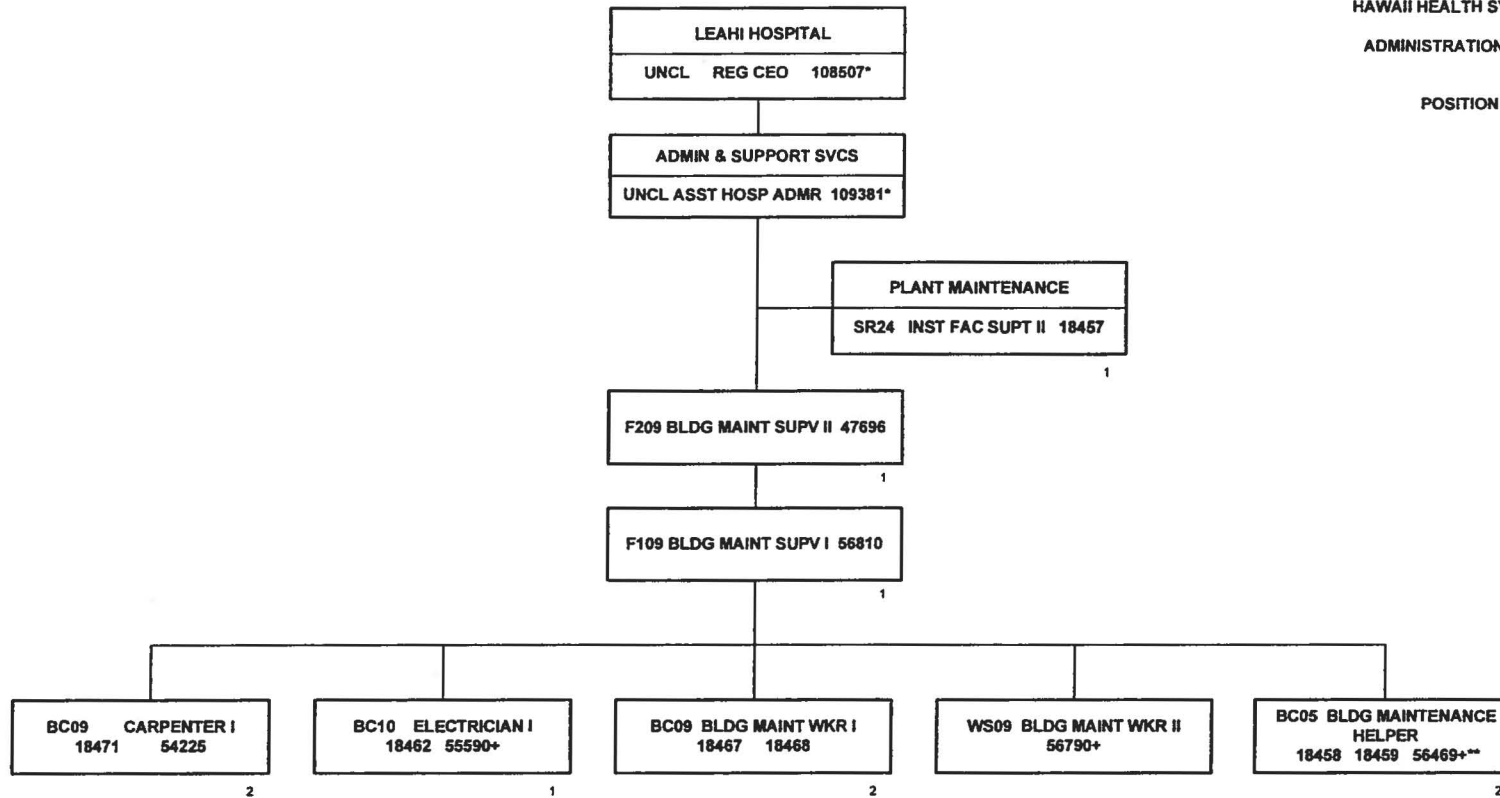 HAWAII HEALTH
ADMINISTRATION
POSITION
LEAHI HOSPITAL
UNCL REG CEO 108507*
ADMIN & SUPPORT SVCS
UNCL ASST HOSP ADMR 109381*
PLANT MAINTENANCE
SR24 INST FAC SUPT II 18457
1
F209 BLDG MAINT SUPV II 47696
1
F109 BLDG MAINT SUPV I 56810
1
BC09 CARPENTER I
18471 54225
2
BC10 ELECTRICIAN I
18462 55590+
1
BC09 BLDG MAINT WKR I
18467 18468
2
WS09 BLDG MAINT WKR II
56790+
BC05 BLDG MAINTENANCE
HELPER
18458 18459 56469+**
2